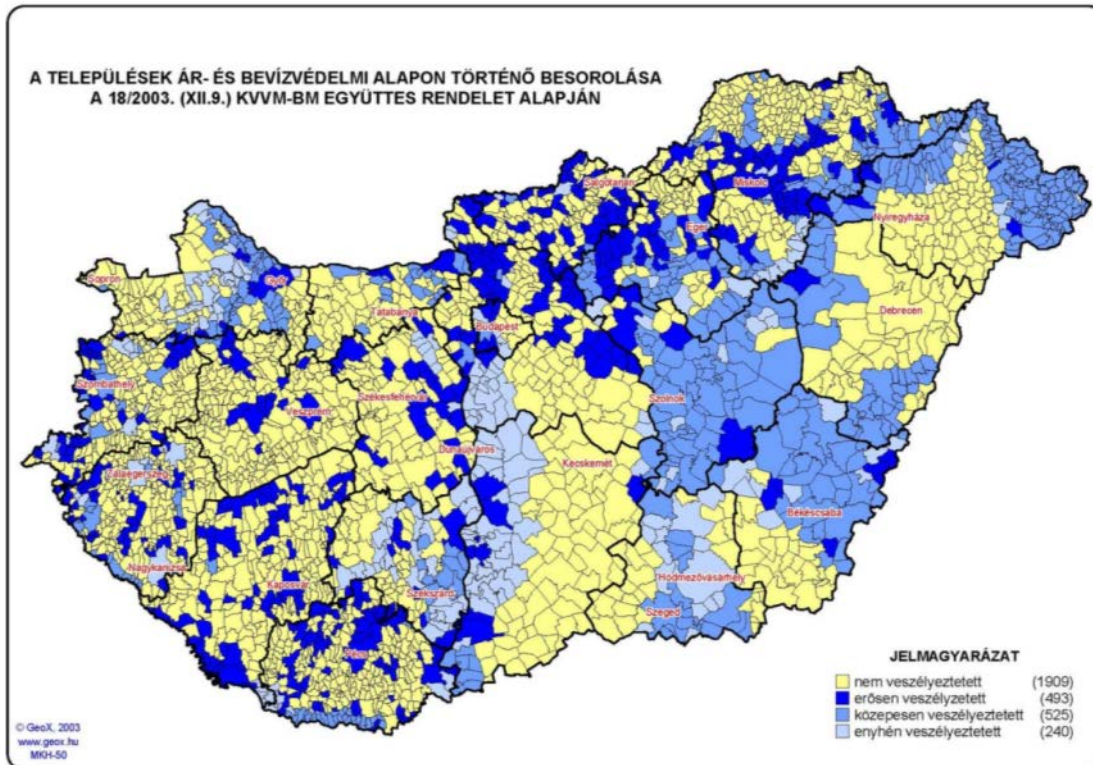 A TELEPÜLÉSEK ÁR- ÉS BEVÍZVÉDELMI ALAPON TÖRTÉNŐ BESOROLÁSA
A 18/2003. (XII.9.) KVVM-BM EGYÜTTES RENDELET ALAPJÁN
Salgótarján
Miskolc
Eger
Nyíregyháza
Sopron
Győr
Tatabánya
Budapest
Debrecen
Szombathely
Veszprém
Székesfehérvár
Szolnok
Dunaújváros
Kecskemét
Zalaegerszeg
Békéscsaba
Nagykanizsa
Kaposvár
Szekszárd
Hódmezővásárhely
Szeged
Pécs
JELMAGYARÁZAT
nem veszélyeztetett (1909)
erősen veszélyzetett (493)
közepesen veszélyeztetett (525)
enyhén veszélyeztetett (240)
© GeoX, 2003
www.geox.hu
MKH-50